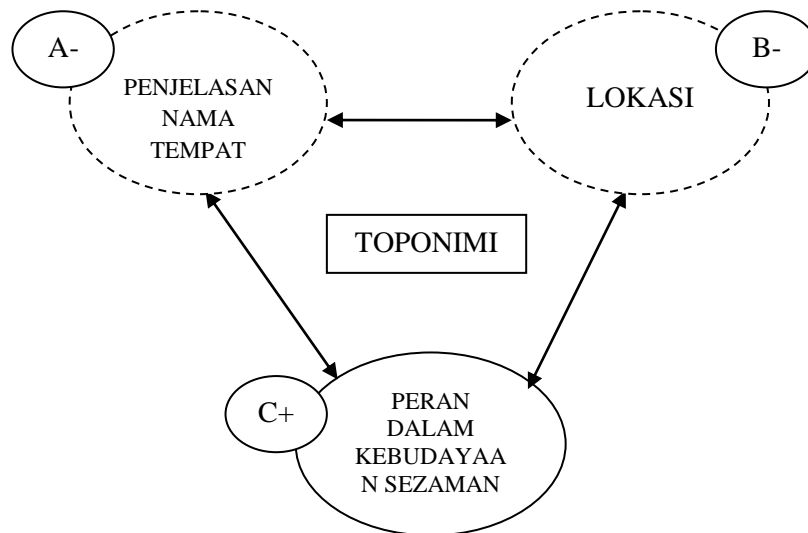 A-
PENJELASAN
NAMA
TEMPAT
B-
LOKASI
TOPONIMI
C+
PERAN
DALAM
KEBUDAYAA
N SEZAMAN